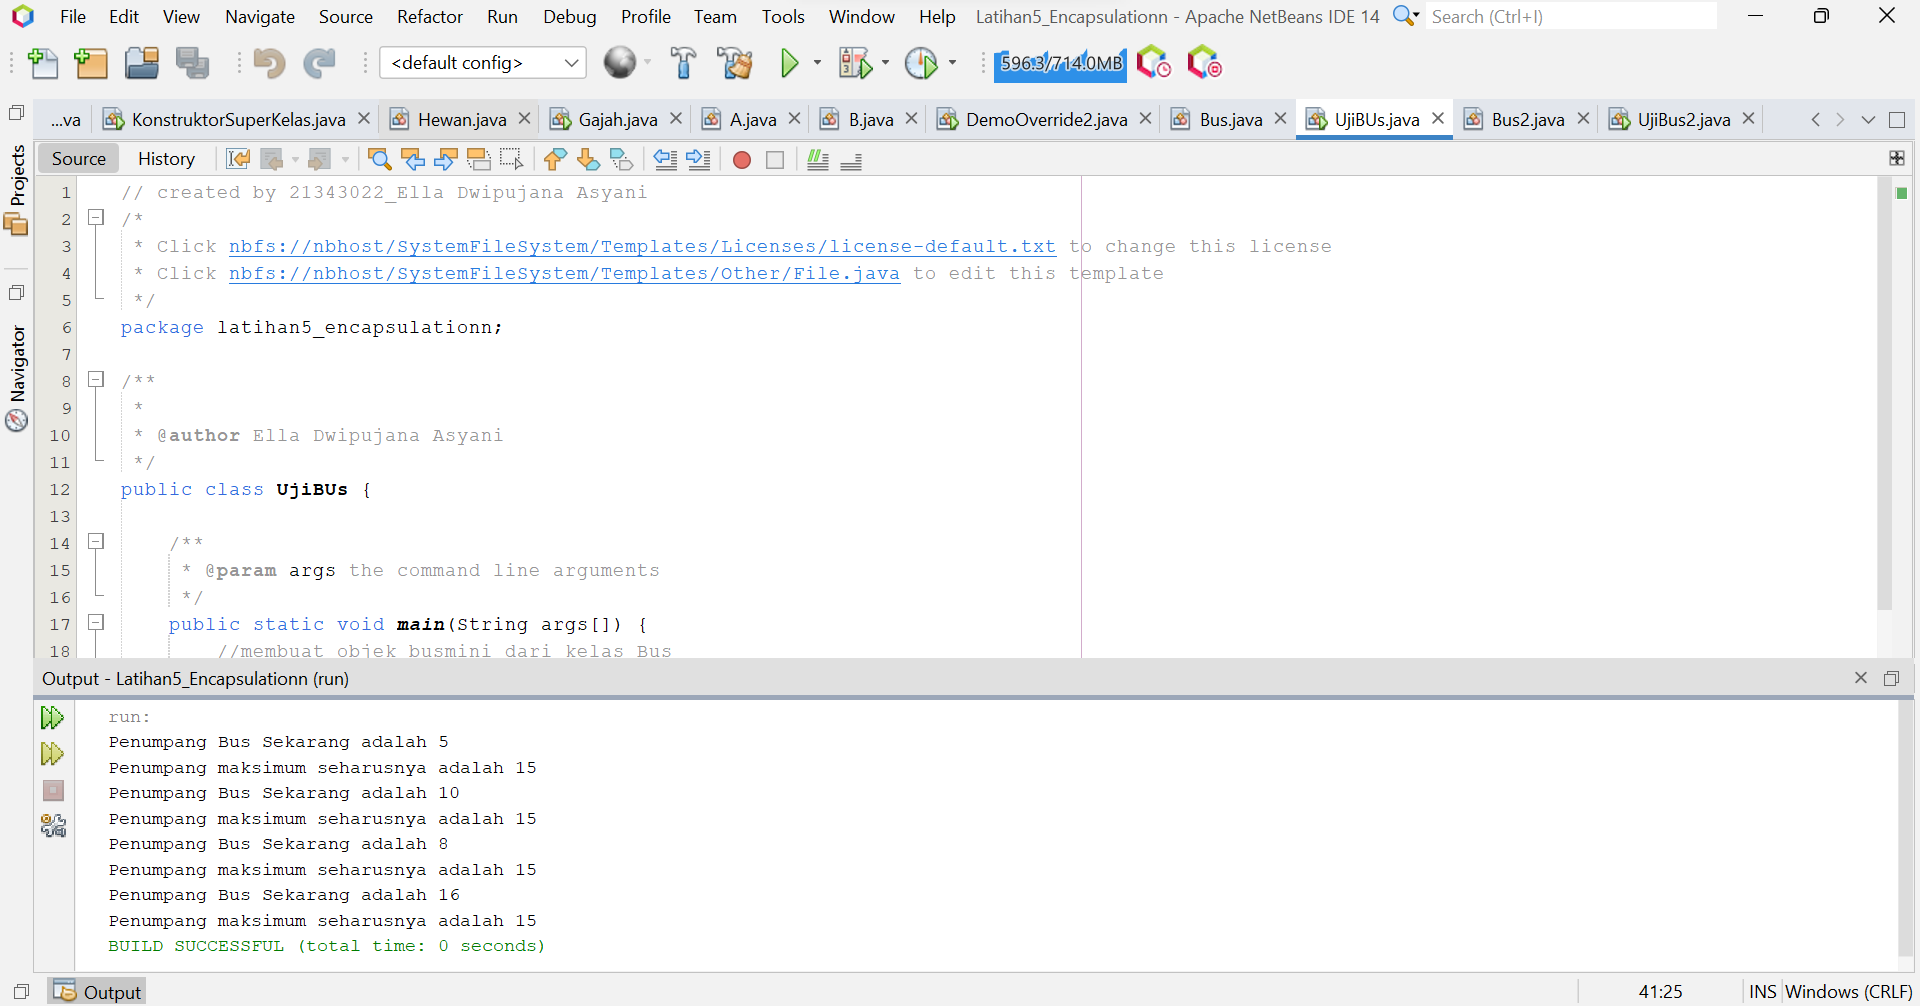 File Edit View Navigate Source Refactor Run Debug Profile Team Tools Window Help Latihan5_Encapsulationn - Apache NetBeans IDE 14 Search (Ctrl+I)
<default config> 596.3/714.0MB
...va KonstruktorSuperKelas.java Hewan.java Gajah.java A.java B.java DemoOverride2.java Bus.java UjiBUs.java Bus2.java UjiBus2.java
Projects
Navigator
Source History
1 // created by 21343022_Ella Dwipujana Asyani
2 /*
3 * Click nbfs://nbhost/SystemFileSystem/Templates/Licenses/license-default.txt to change this license
4 * Click nbfs://nbhost/SystemFileSystem/Templates/Other/File.java to edit this template
5 */
6 package latihan5_encapsulationn;
7
8 /**
9 *
10 * @author Ella Dwipujana Asyani
11 */
12 public class UjiBUs {
13
14 /**
15 * @param args the command line arguments
16 */
17 public static void main(String args[]) {
18 //membuat objek busmini dari kelas Bus
Output - Latihan5_Encapsulationn (run)
run:
Penumpang Bus Sekarang adalah 5
Penumpang maksimum seharusnya adalah 15
Penumpang Bus Sekarang adalah 10
Penumpang maksimum seharusnya adalah 15
Penumpang Bus Sekarang adalah 8
Penumpang maksimum seharusnya adalah 15
Penumpang Bus Sekarang adalah 16
Penumpang maksimum seharusnya adalah 15
BUILD SUCCESSFUL (total time: 0 seconds)
Output 41:25 INS Windows (CRLF)